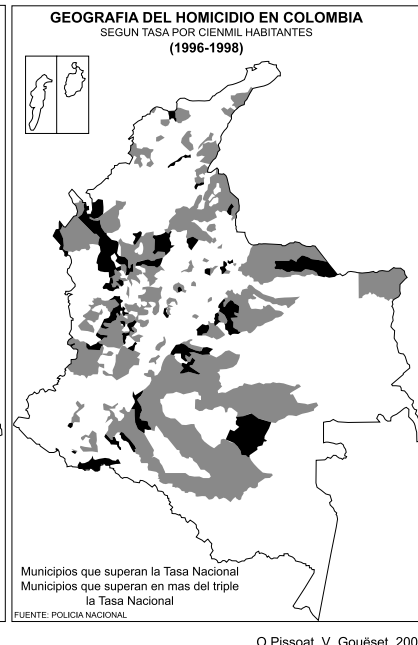 GEOGRAFIA DEL HOMICIDIO EN COLOMBIA
SEGUN TASA POR CIENMIL HABITANTES
(1996-1998)
Municipios que superan la Tasa Nacional
Municipios que superan en mas del triple
la Tasa Nacional
FUENTE: POLICIA NACIONAL
O.Pissoat, V. Gouëset, 200